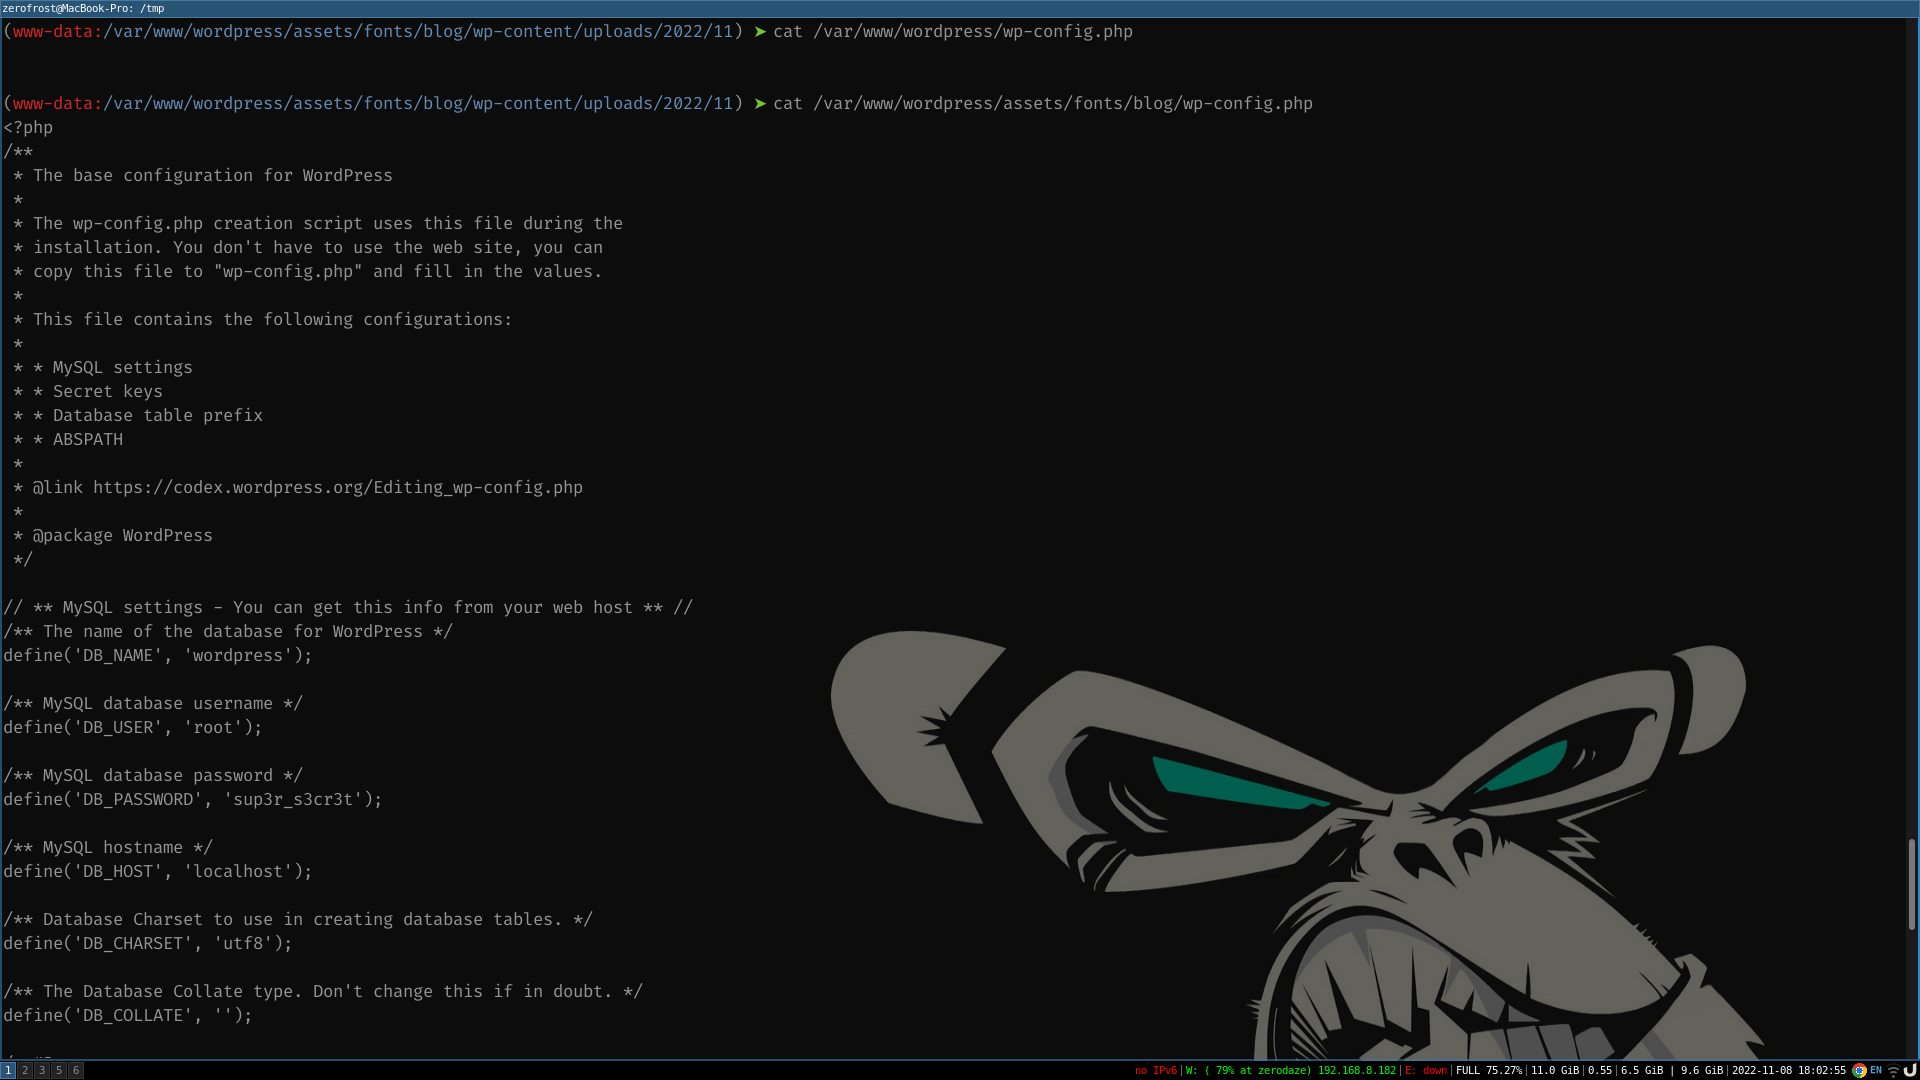 zerofrost@MacBook-Pro: /tmp
(www-data:/var/www/wordpress/assets/fonts/blog/wp-content/uploads/2022/11) ➤ cat /var/www/wordpress/wp-config.php
(www-data:/var/www/wordpress/assets/fonts/blog/wp-content/uploads/2022/11) ➤ cat /var/www/wordpress/assets/fonts/blog/wp-config.php
<?php
/**
 * The base configuration for WordPress
 *
 * The wp-config.php creation script uses this file during the
 * installation. You don't have to use the web site, you can
 * copy this file to "wp-config.php" and fill in the values.
 *
 * This file contains the following configurations:
 *
 * * MySQL settings
 * * Secret keys
 * * Database table prefix
 * * ABSPATH
 *
 * @link https://codex.wordpress.org/Editing_wp-config.php
 *
 * @package WordPress
 */
// ** MySQL settings - You can get this info from your web host ** //
/** The name of the database for WordPress */
define('DB_NAME', 'wordpress');
/** MySQL database username */
define('DB_USER', 'root');
/** MySQL database password */
define('DB_PASSWORD', 'sup3r_s3cr3t');
/** MySQL hostname */
define('DB_HOST', 'localhost');
/** Database Charset to use in creating database tables. */
define('DB_CHARSET', 'utf8');
/** The Database Collate type. Don't change this if in doubt. */
define('DB_COLLATE', '');
1 2 3 5 6
no IPv6|W: ( 79% at zerodaze) 192.168.8.182|E: down|FULL 75.27%|11.0 GiB|0.55|6.5 GiB | 9.6 GiB|2022-11-08 18:02:55 EN